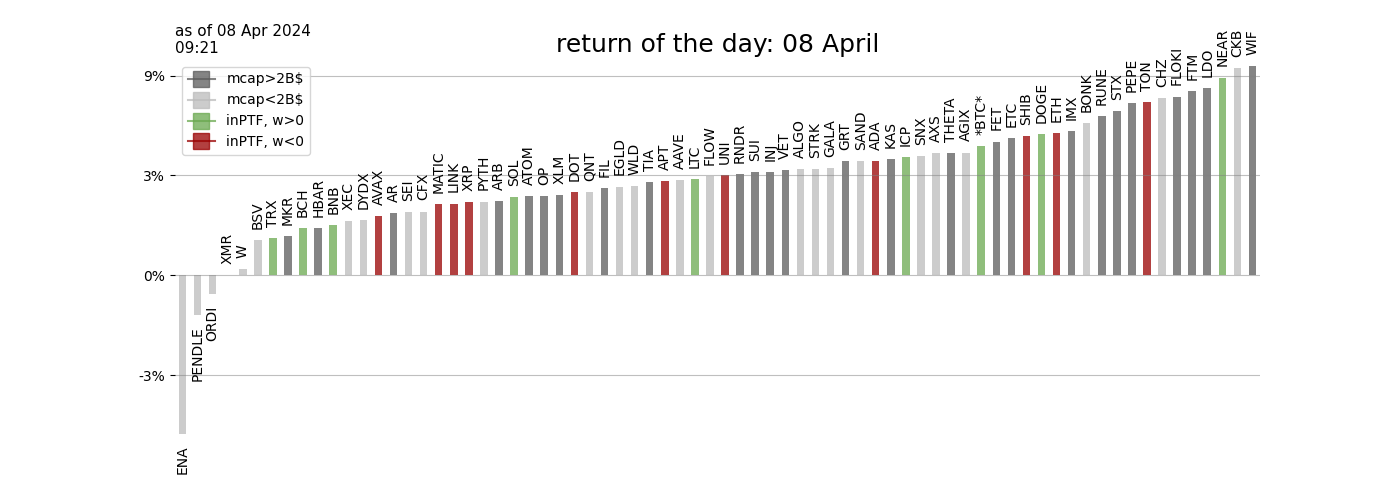 as of 08 Apr 2024
09:21
return of the day: 08 April
mcap>2B$
mcap<2B$
inPTF, w>0
inPTF, w<0
9%
3%
0%
-3%
ENA
PENDLE
ORDI
XMR
W
BSV
TRX
MKR
BCH
HBAR
BNB
XEC
DYDX
AVAX
AR
SEI
CFX
MATIC
LINK
XRP
PYTH
ARB
SOL
ATOM
OP
XLM
DOT
QNT
FIL
EGLD
WLD
TIA
APT
AAVE
LTC
FLOW
UNI
RNDR
SUI
INJ
VET
ALGO
STRK
GALA
GRT
SAND
ADA
KAS
ICP
SNX
AXS
THETA
AGIX
*BTC*
FET
ETC
SHIB
DOGE
ETH
IMX
BONK
RUNE
STX
PEPE
TON
CHZ
FLOKI
FTM
LDO
NEAR
CKB
WIF